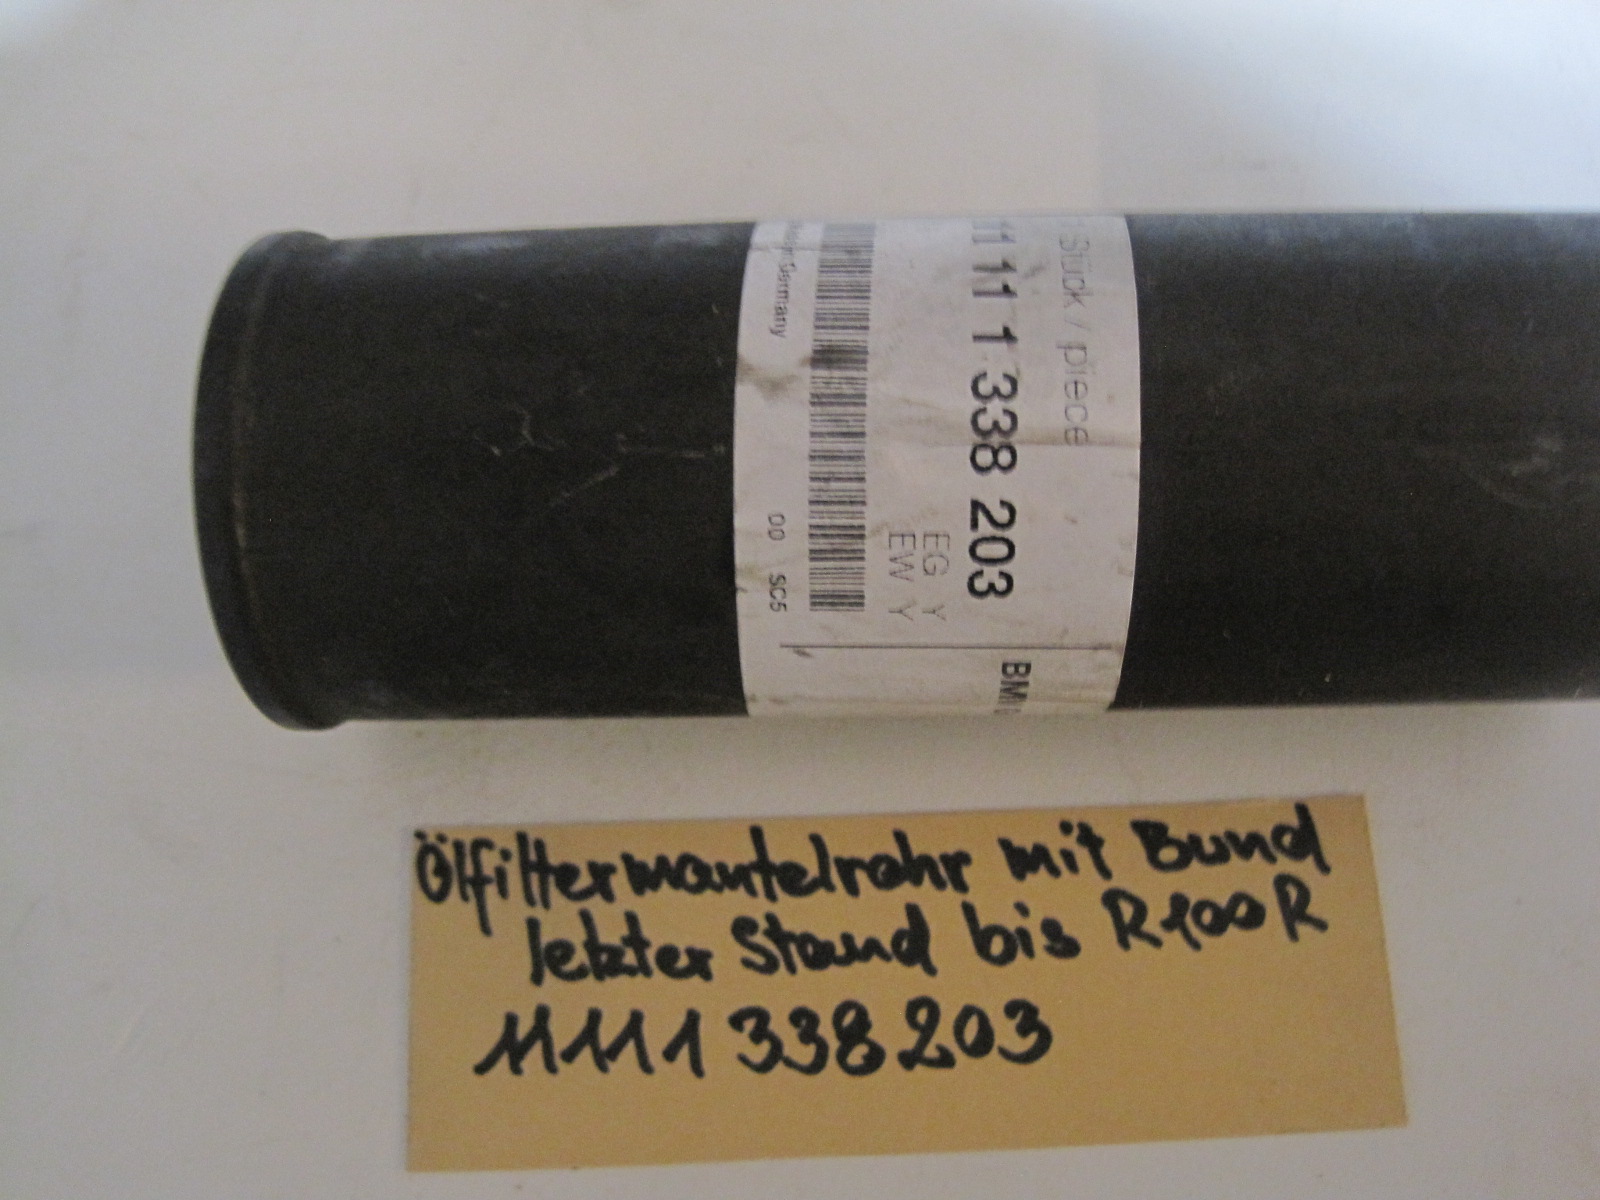 Stück / piece
11 11 1 338 203
EG Y
EW Y
Germany
00 SC5
Ölfiltermantelrohr mit Bund
letzter Stand bis R100R
11111338203